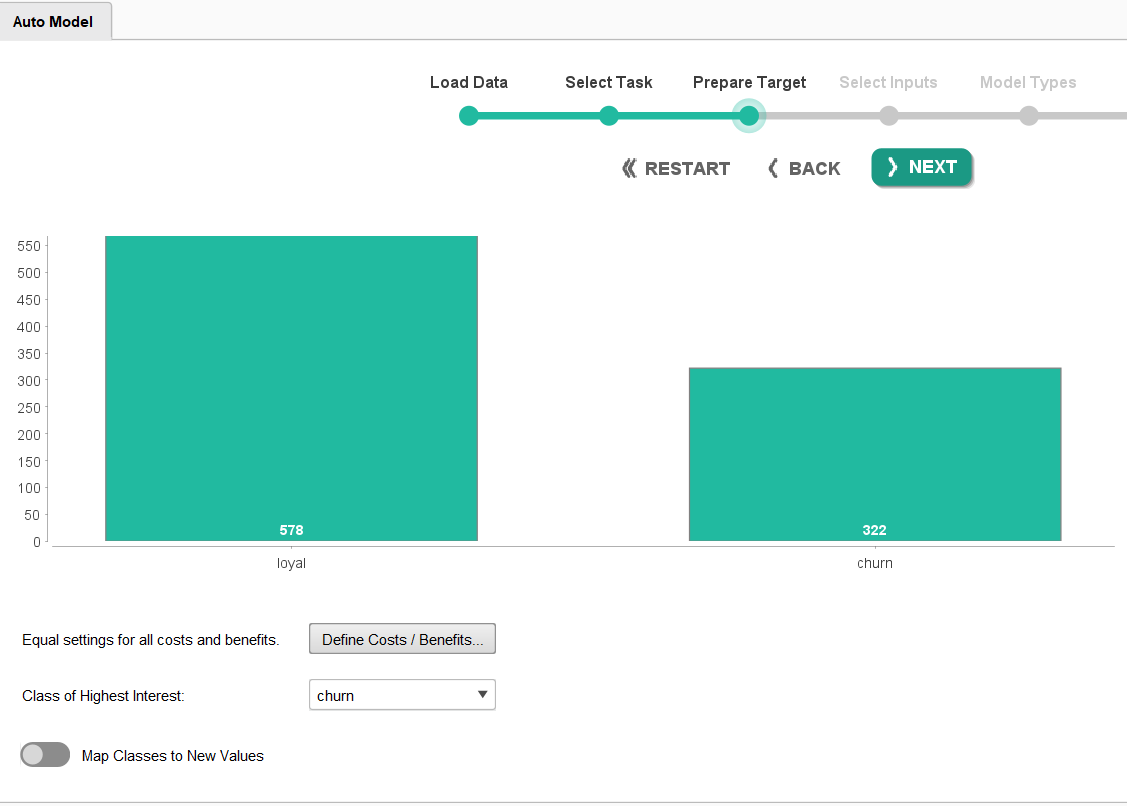 Auto Model
Load Data Select Task Prepare Target Select Inputs Model Types
RESTART BACK NEXT
550
500
450
400
350
300
250
200
150
100
50
0
578 322
loyal churn
Equal settings for all costs and benefits. Define Costs / Benefits...
Class of Highest Interest: churn
Map Classes to New Values